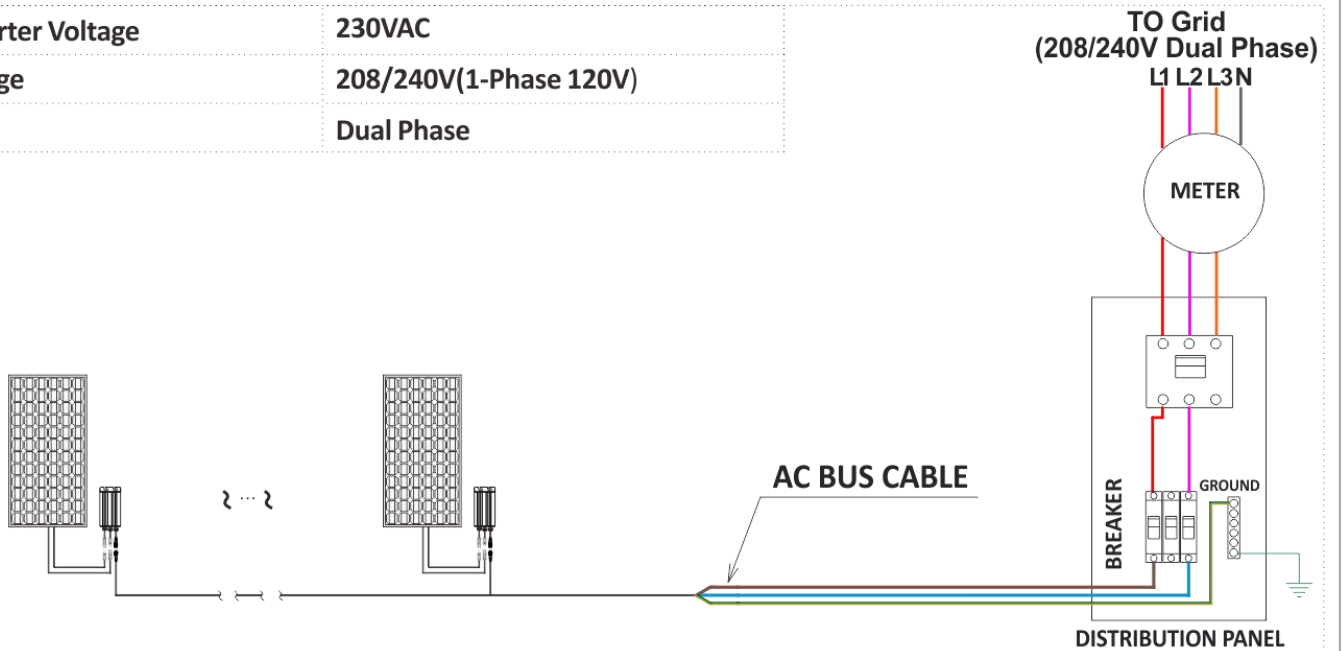 rter Voltage 230VAC
ge 208/240V(1-Phase 120V)
Dual Phase
TO Grid
(208/240V Dual Phase)
L1 L2 L3 N
METER
AC BUS CABLE
BREAKER
GROUND
DISTRIBUTION PANEL